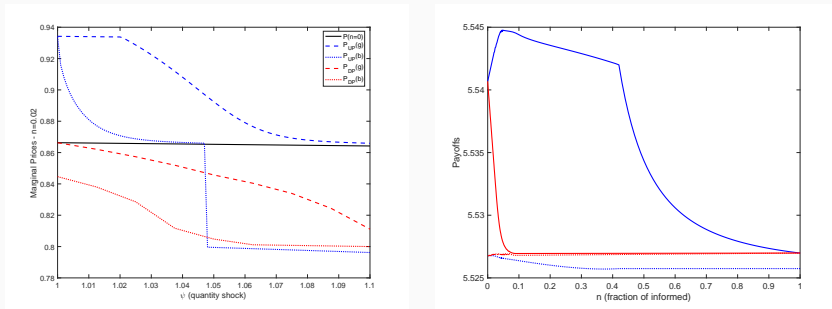 0.94
0.92
0.9
0.88
0.86
0.84
0.82
0.8
0.78
Marginal Prices - n=0.02
1 1.01 1.02 1.03 1.04 1.05 1.06 1.07 1.08 1.09 1.1
ψ (quantity shock)
P(n=0)
P_UP(g)
P_UP(b)
P_DP(g)
P_DP(b)
5.545
5.54
5.535
5.53
5.525
Payoffs
0 0.1 0.2 0.3 0.4 0.5 0.6 0.7 0.8 0.9 1
n (fraction of informed)